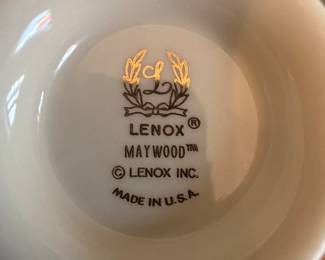 L
LENOX®
MAYWOOD™
© LENOX INC.
MADE IN U.S.A.